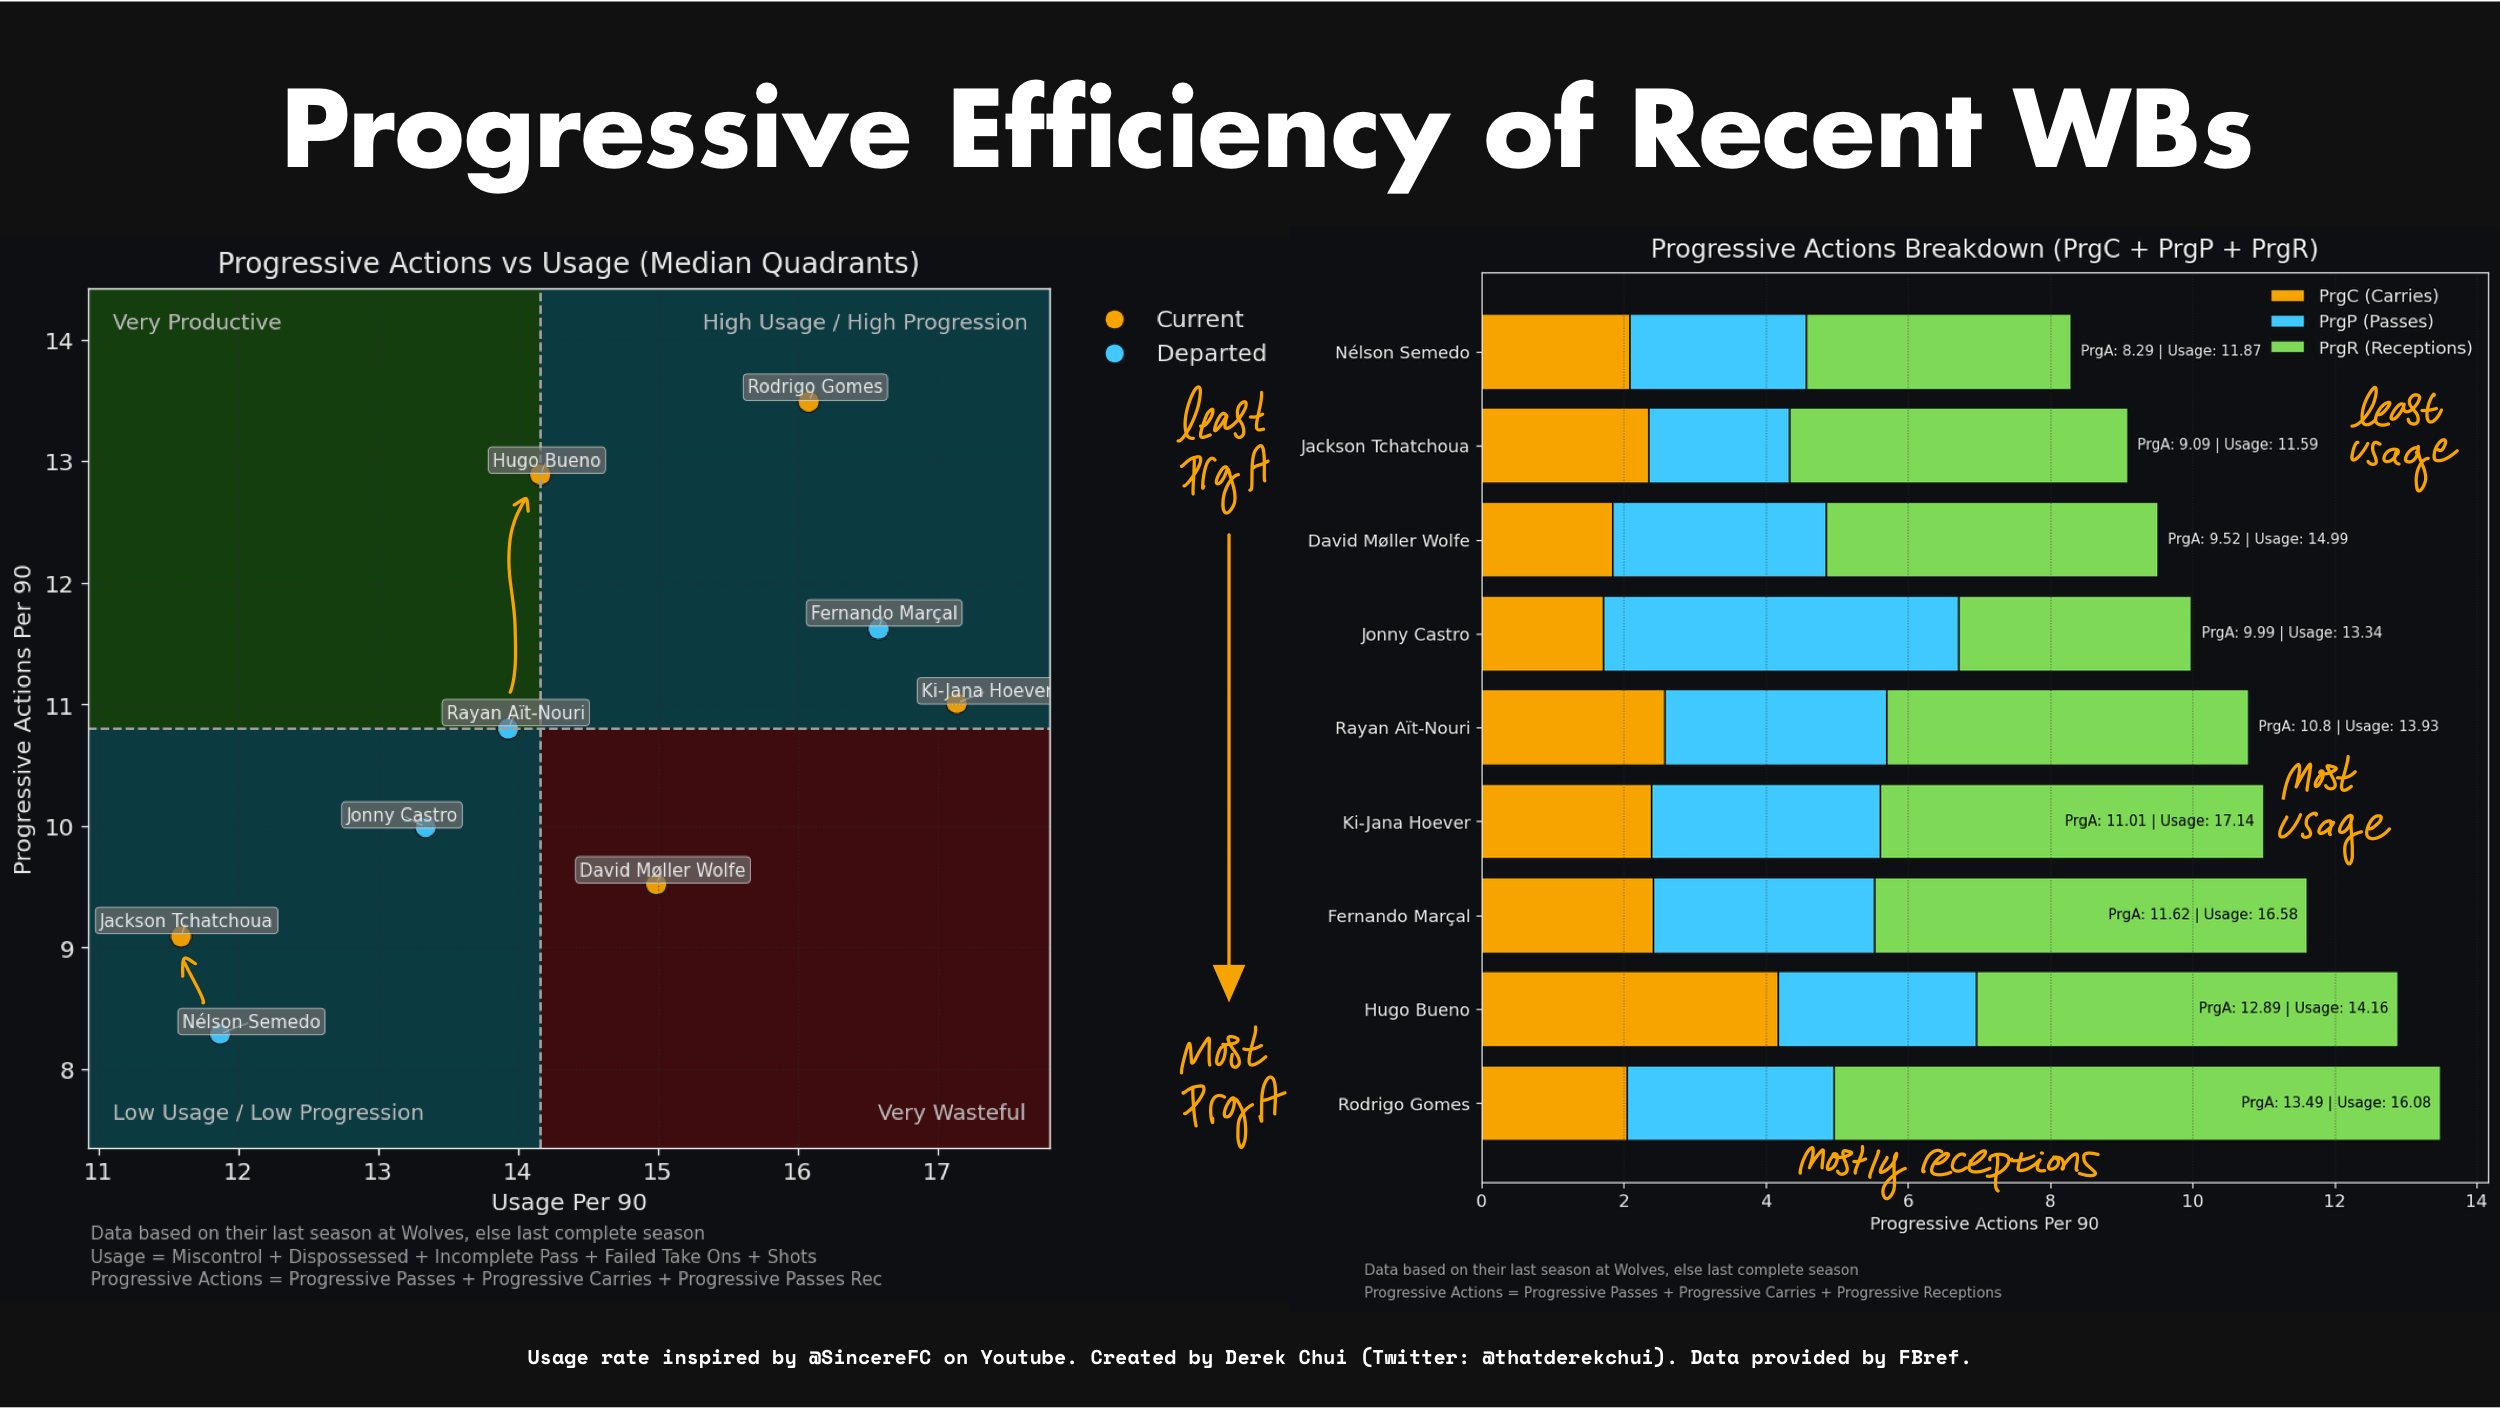 Progressive Efficiency of Recent WBs
Progressive Actions vs Usage (Median Quadrants)
Very Productive
High Usage / High Progression
Rodrigo Gomes
Hugo Bueno
Fernando Marçal
Ki-Jana Hoever
Rayan Aït-Nouri
Jonny Castro
David Møller Wolfe
Jackson Tchatchoua
Nélson Semedo
Low Usage / Low Progression
Very Wasteful
Progressive Actions Per 90
14
13
12
11
10
9
8
11 12 13 14 15 16 17
Usage Per 90
Data based on their last season at Wolves, else last complete season
Usage = Miscontrol + Dispossessed + Incomplete Pass + Failed Take Ons + Shots
Progressive Actions = Progressive Passes + Progressive Carries + Progressive Passes Rec
Current
Departed
least
PrgA
Most
PrgA
Progressive Actions Breakdown (PrgC + PrgP + PrgR)
PrgC (Carries)
PrgP (Passes)
PrgR (Receptions)
Nélson Semedo PrgA: 8.29 | Usage: 11.87
Jackson Tchatchoua PrgA: 9.09 | Usage: 11.59
least
usage
David Møller Wolfe PrgA: 9.52 | Usage: 14.99
Jonny Castro PrgA: 9.99 | Usage: 13.34
Rayan Aït-Nouri PrgA: 10.8 | Usage: 13.93
Ki-Jana Hoever PrgA: 11.01 | Usage: 17.14
Most
usage
Fernando Marçal PrgA: 11.62 | Usage: 16.58
Hugo Bueno PrgA: 12.89 | Usage: 14.16
Rodrigo Gomes PrgA: 13.49 | Usage: 16.08
Mostly receptions
0 2 4 6 8 10 12 14
Progressive Actions Per 90
Data based on their last season at Wolves, else last complete season
Progressive Actions = Progressive Passes + Progressive Carries + Progressive Receptions
Usage rate inspired by @SincereFC on Youtube. Created by Derek Chui (Twitter: @thatderekchui). Data provided by FBref.